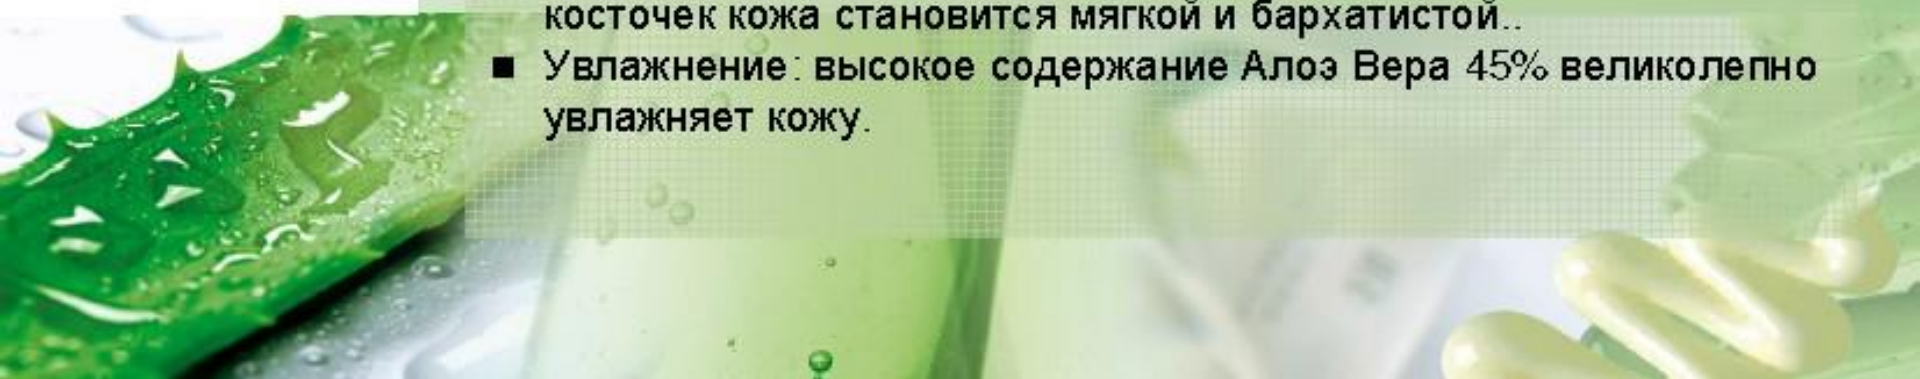 косточек кожа становится мягкой и бархатистой..
■ Увлажнение: высокое содержание Алоэ Вера 45% великолепно
увлажняет кожу.